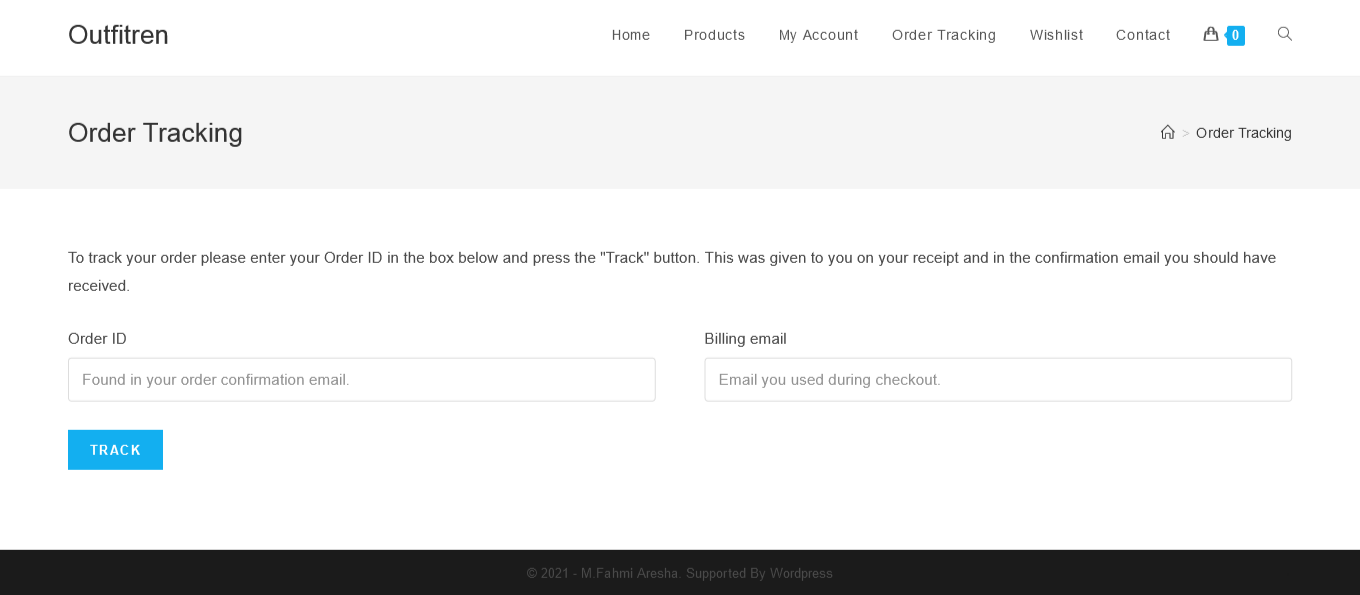 Outfitren
Home Products My Account Order Tracking Wishlist Contact 0
Order Tracking
> Order Tracking
To track your order please enter your Order ID in the box below and press the "Track" button. This was given to you on your receipt and in the confirmation email you should have
received.
Order ID Billing email
Found in your order confirmation email. Email you used during checkout.
TRACK
© 2021 - M.Fahmi Aresha. Supported By Wordpress